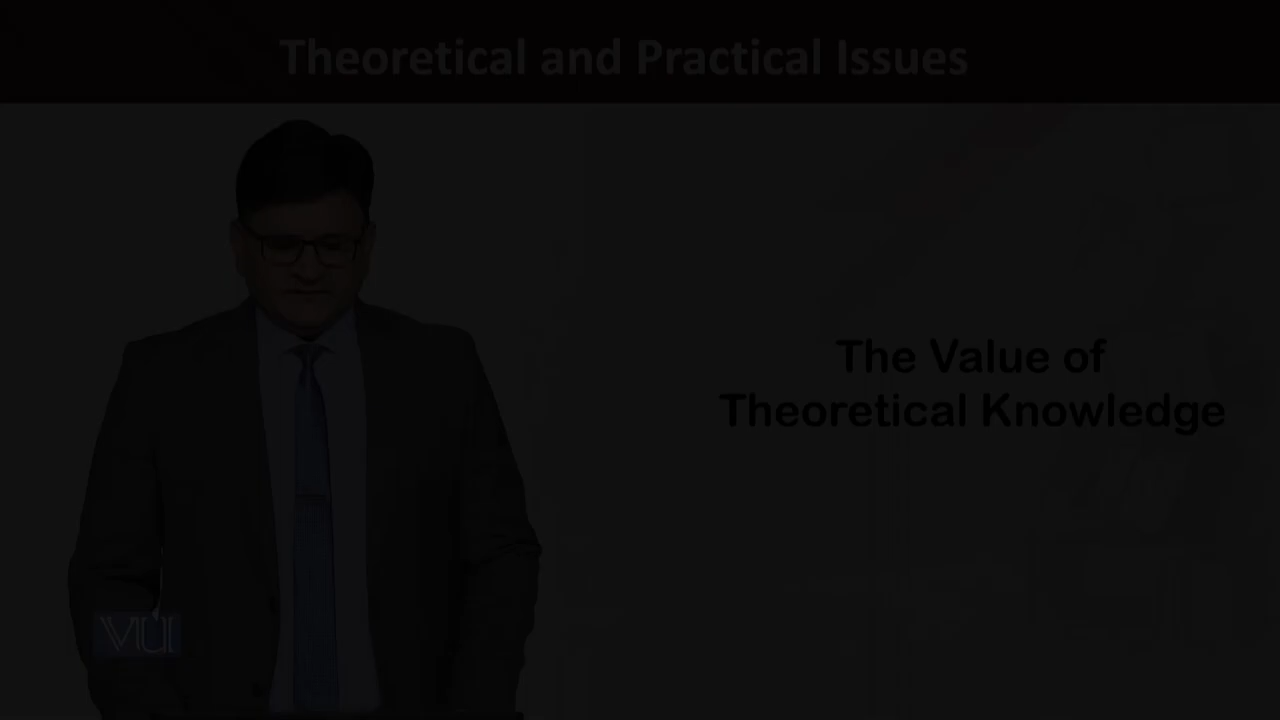 Theoretical and Practical Issues
The Value of
Theoretical Knowledge
VU